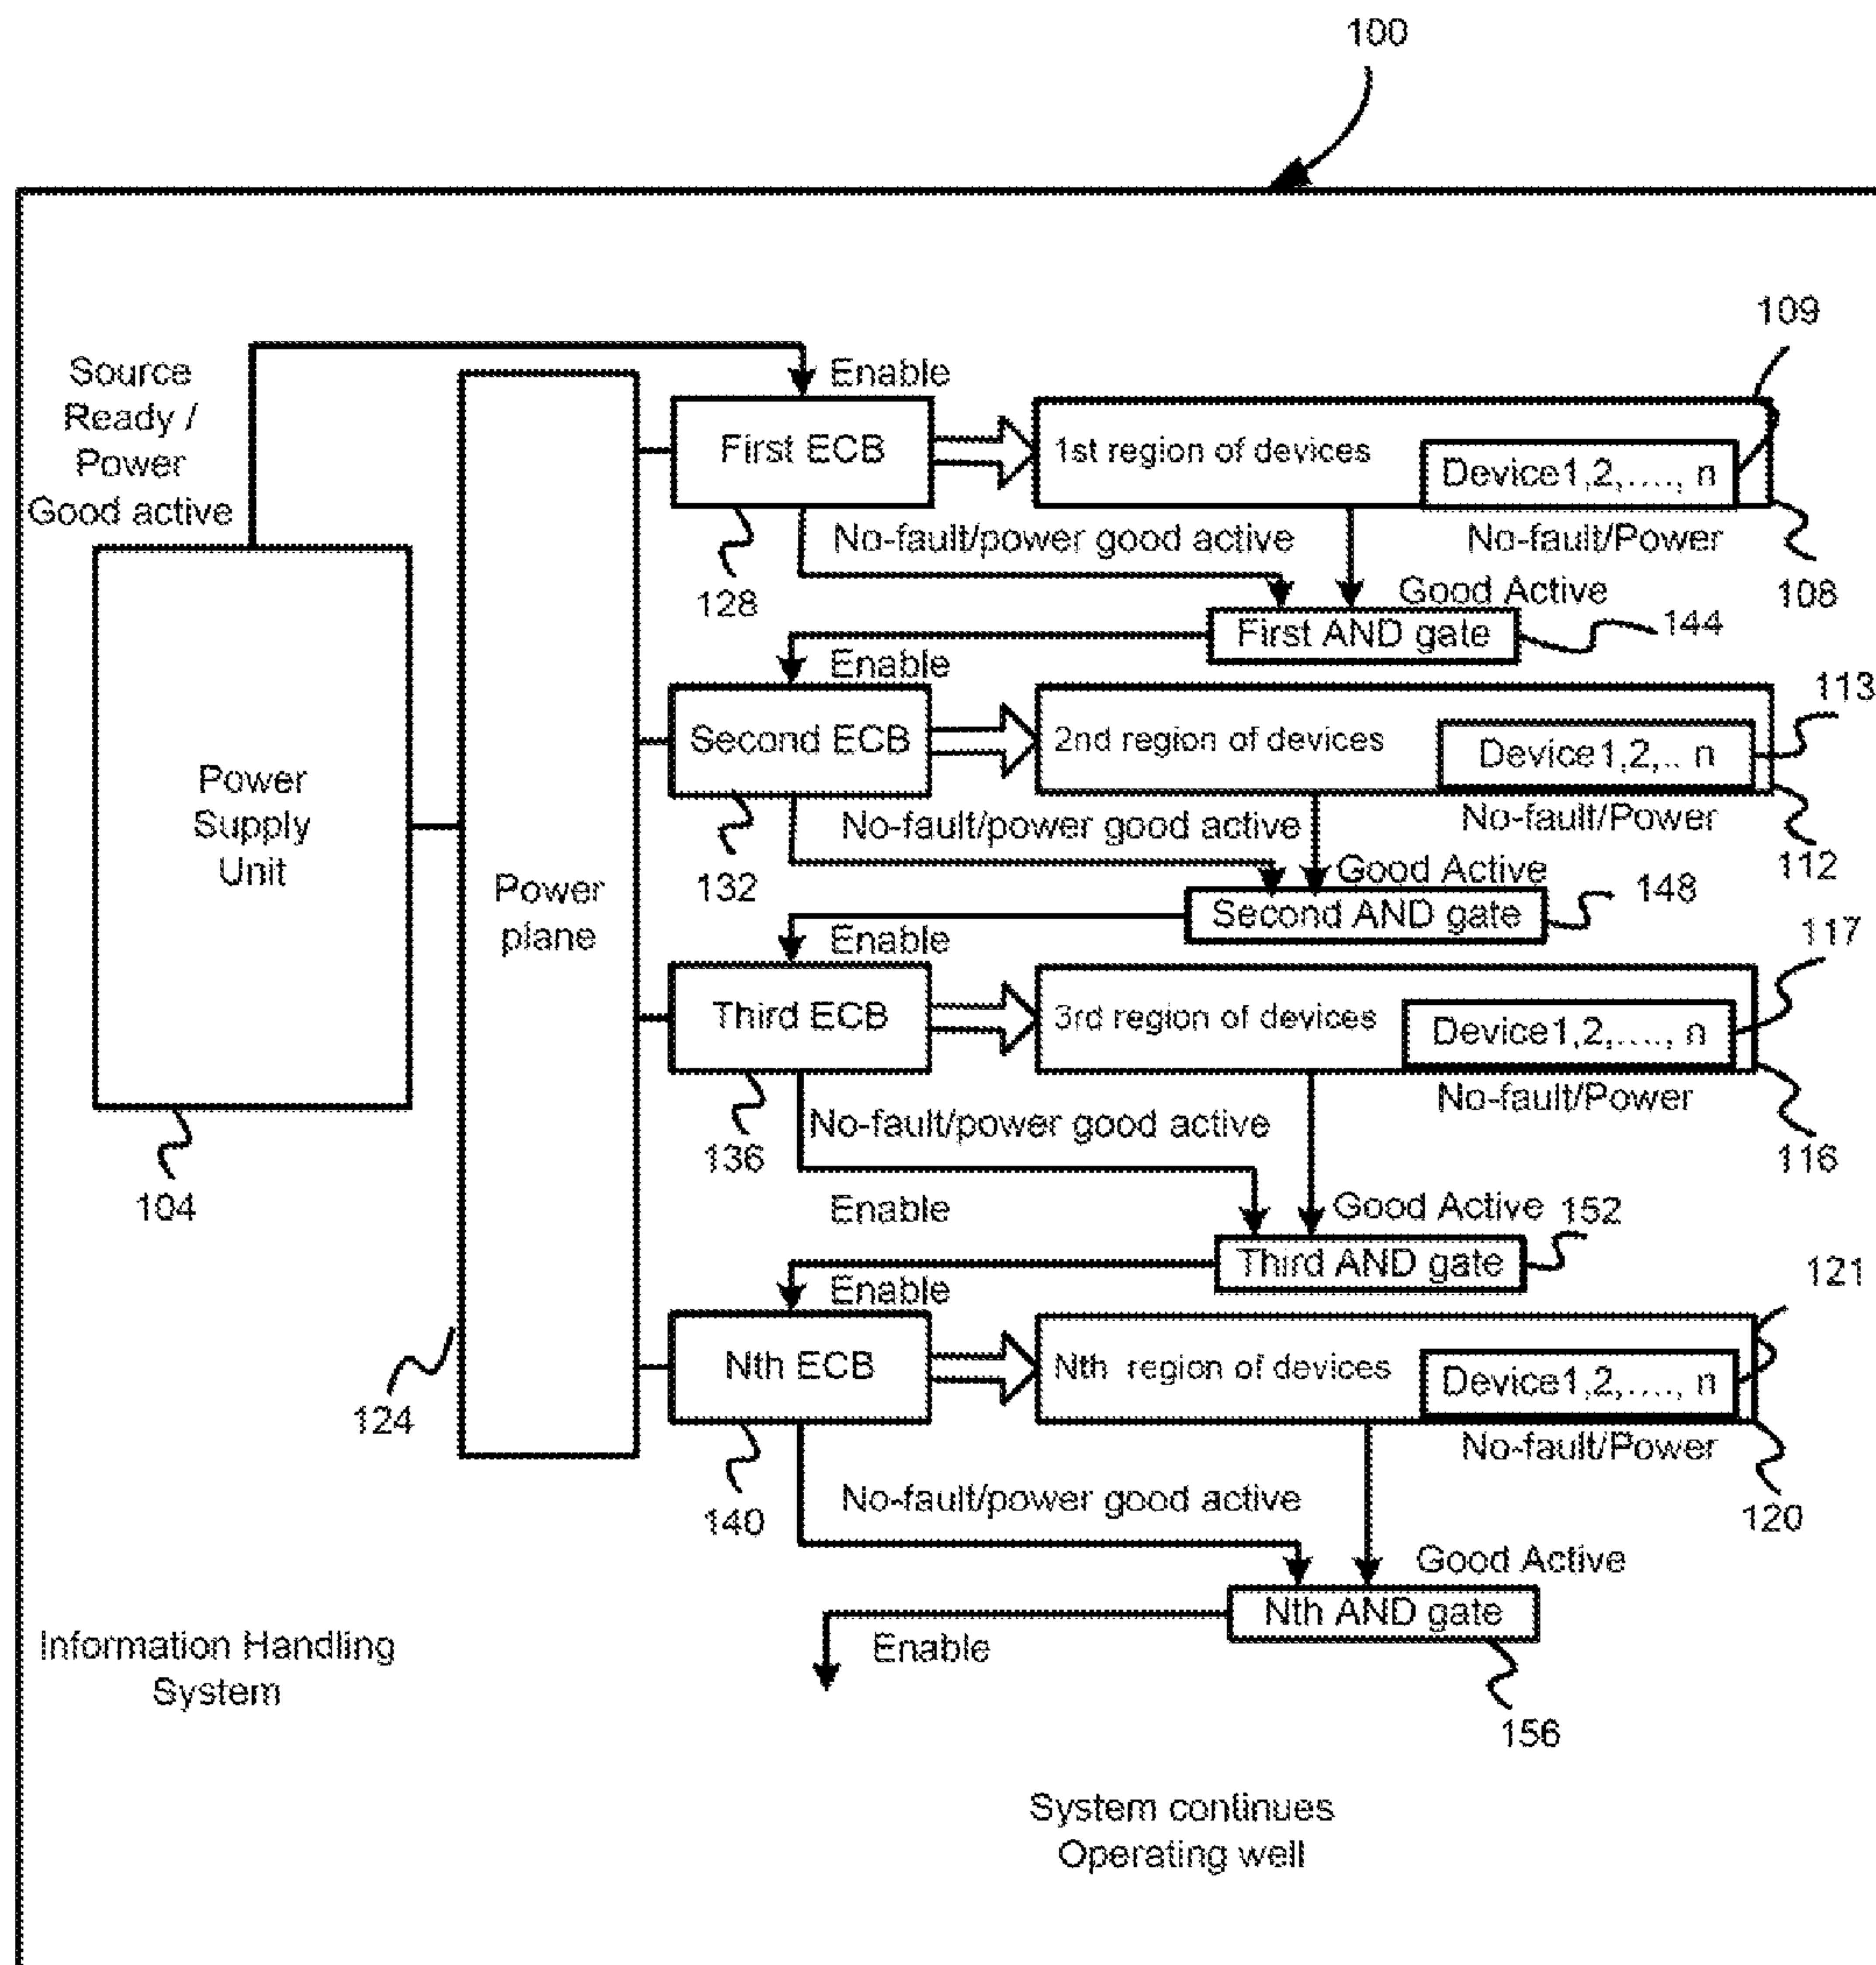 100
109
Source
Ready /
Power
Good active
Enable
First ECB
1st region of devices
Device1,2,...., n
No-fault/power good active
No-fault/Power
128
Good Active
108
First AND gate
144
Enable
113
Second ECB
2nd region of devices
Device1,2,.. n
Power
Supply
Unit
No-fault/power good active
No-fault/Power
132
Good Active
112
148
Power
plane
Second AND gate
117
Enable
Third ECB
3rd region of devices
Device1,2,...., n
No-fault/power good active
No-fault/Power
136
116
104
Enable
Good Active
152
Third AND gate
121
Enable
Nth ECB
Nth region of devices
Device1,2,...., n
124
No-fault/Power
No-fault/power good active
140
120
Good Active
Nth AND gate
Enable
Information Handling
System
156
System continues
Operating well